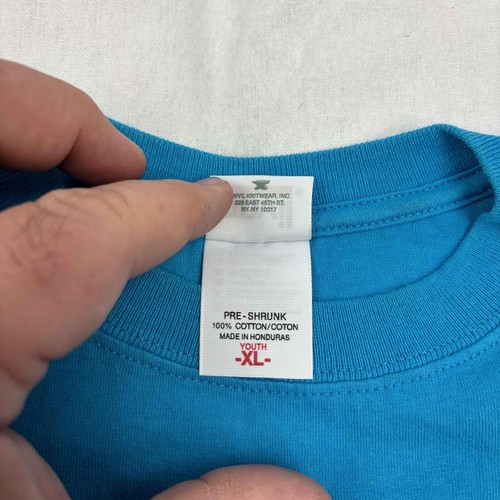 NVIL KNITWEAR, INC.
228 EAST 45TH ST.
NY, NY 10017
PRE-SHRUNK
100% COTTON/COTON
MADE IN HONDURAS
YOUTH
-XL-